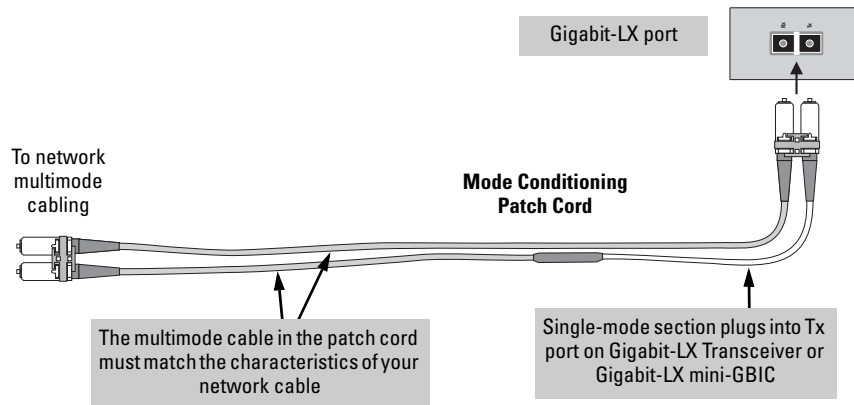 Gigabit-LX port
To network
multimode
cabling
Mode Conditioning
Patch Cord
The multimode cable in the patch cord
must match the characteristics of your
network cable
Single-mode section plugs into Tx
port on Gigabit-LX Transceiver or
Gigabit-LX mini-GBIC